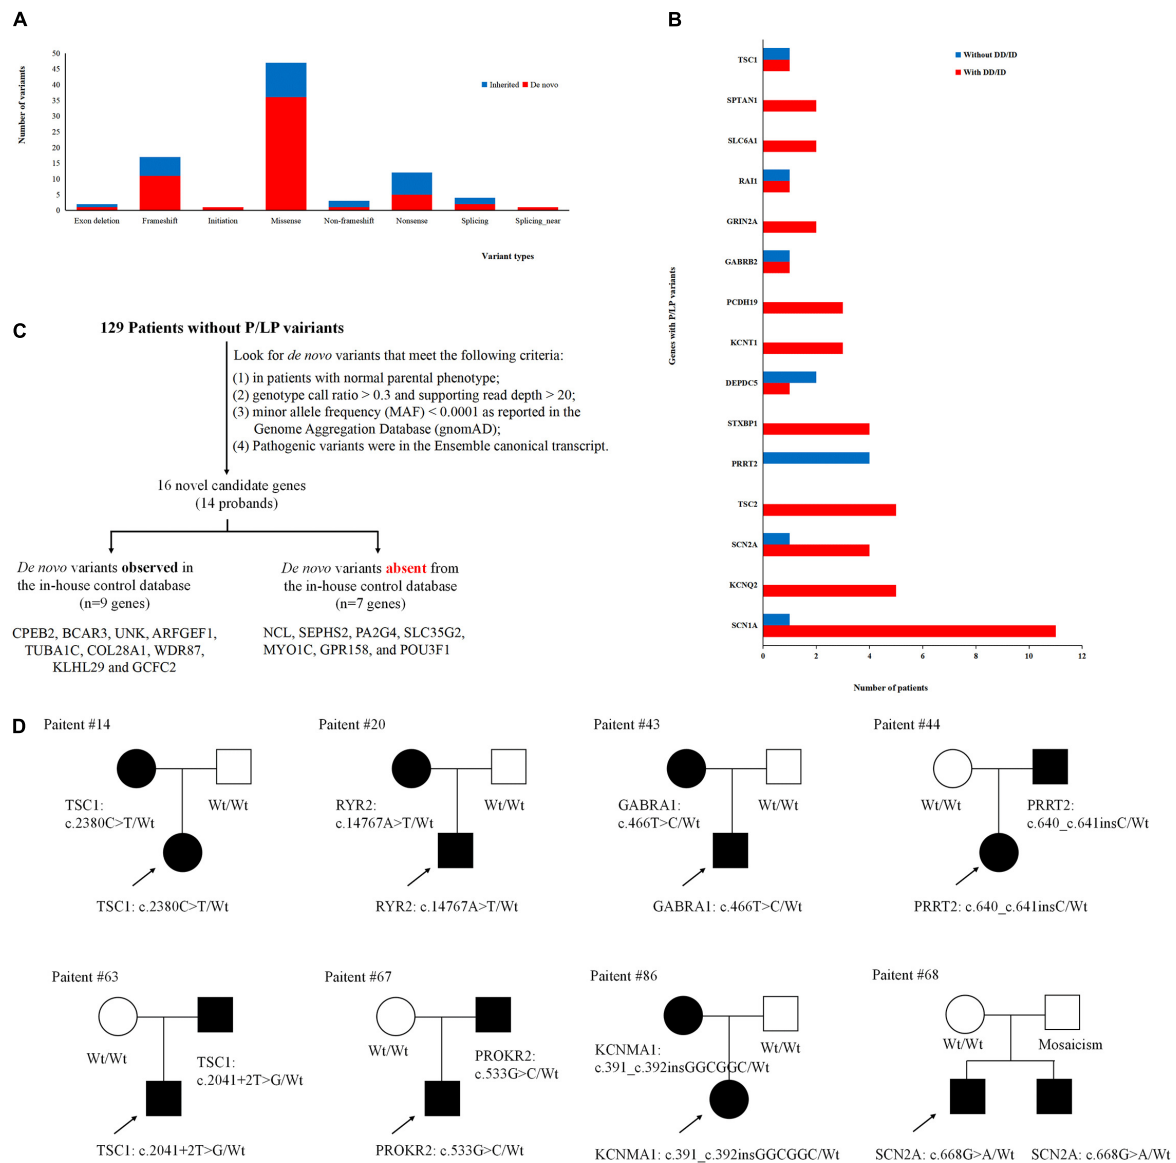 A
Number of variamts
50
45
40
35
30
25
20
15
10
5
0
Inherited
De novo
Exon deletion
Frameshift
Initiation
Missense
Non-frameshift
Nonsense
Splicing
Splicing_near
Variant types
B
Genes with P/LP variants
Without DD/ID
With DD/ID
TSC1
SPTAN1
SLC6A1
RAI1
GRIN2A
GABRB2
PCDH19
KCNT1
DEPDC5
STXBP1
PRRT2
TSC2
SCN2A
KCNQ2
SCN1A
0
2
4
6
8
10
12
Number of patients
C
129 Patients without P/LP vairiants
Look for de novo variants that meet the following criteria:
(1) in patients with normal parental phenotype;
(2) genotype call ratio > 0.3 and supporting read depth > 20;
(3) minor allele frequency (MAF) < 0.0001 as reported in the
Genome Aggregation Database (gnomAD);
(4) Pathogenic variants were in the Ensemble canonical transcript.
16 novel candidate genes
(14 probands)
De novo variants observed in
the in-house control database
(n=9 genes)
CPEB2, BCAR3, UNK, ARFGEF1,
TUBA1C, COL28A1, WDR87,
KLHL29 and GCFC2
De novo variants absent from
the in-house control database
(n=7 genes)
NCL, SEPHS2, PA2G4, SLC35G2,
MYO1C, GPR158, and POU3F1
D
Paitent #14
TSC1:
c.2380C>T/Wt
Wt/Wt
TSC1: c.2380C>T/Wt
Paitent #20
RYR2:
c.14767A>T/Wt
Wt/Wt
RYR2: c.14767A>T/Wt
Paitent #43
GABRA1:
c.466T>C/Wt
Wt/Wt
GABRA1: c.466T>C/Wt
Paitent #44
Wt/Wt
PRRT2:
c.640_c.641insC/Wt
PRRT2: c.640_c.641insC/Wt
Paitent #63
Wt/Wt
TSC1:
c.2041+2T>G/Wt
TSC1: c.2041+2T>G/Wt
Paitent #67
Wt/Wt
PROKR2:
c.533G>C/Wt
PROKR2: c.533G>C/Wt
Paitent #86
KCNMA1:
c.391_c.392insGGCGGC/Wt
Wt/Wt
KCNMA1: c.391_c.392insGGCGGC/Wt
Paitent #68
Wt/Wt
Mosaicism
SCN2A: c.668G>A/Wt
SCN2A: c.668G>A/Wt